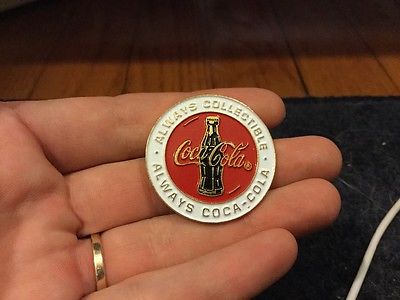 · ALWAYS COLLECTIBLE ·
Coca-Cola®
ALWAYS COCA-COLA